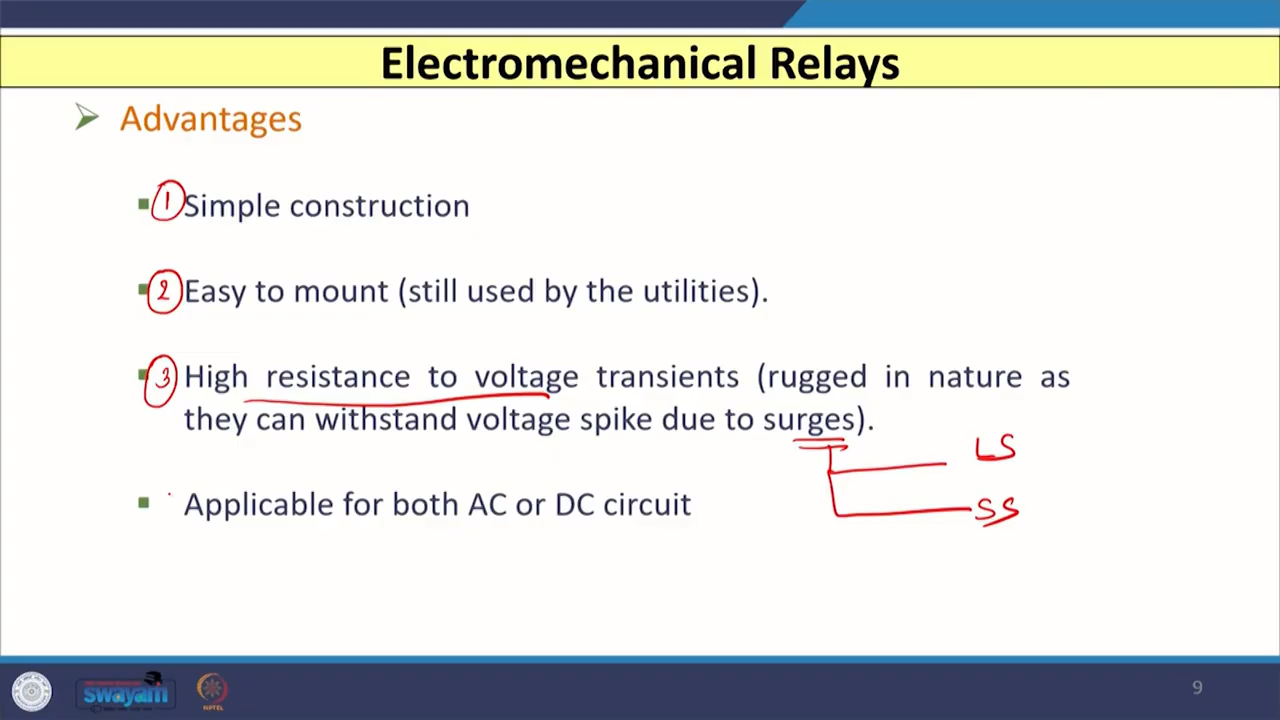 Electromechanical Relays
Advantages
1 Simple construction
2 Easy to mount (still used by the utilities).
3 High resistance to voltage transients (rugged in nature as
they can withstand voltage spike due to surges).
LS
Applicable for both AC or DC circuit
SS
swayam
NPTEL
9